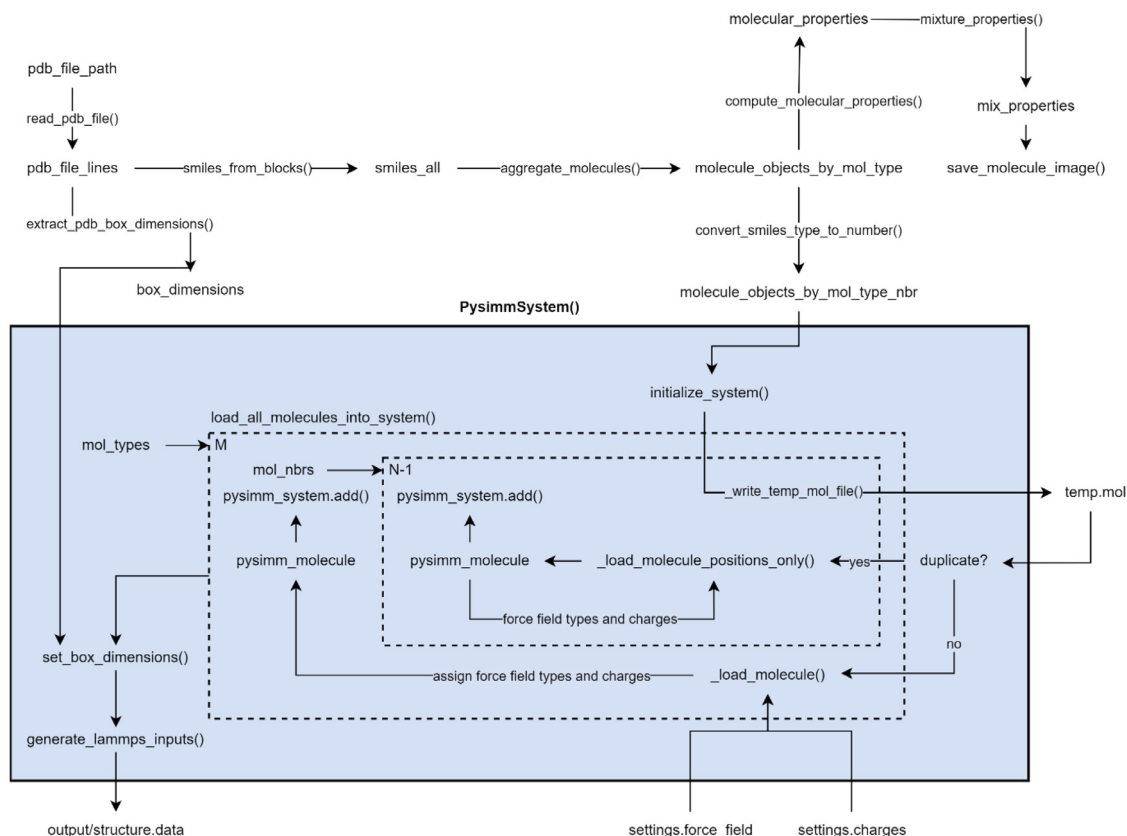 molecular_properties
mixture_properties()
pdb_file_path
compute_molecular_properties()
mix_properties
read_pdb_file()
pdb_file_lines
smiles_from_blocks()
smiles_all
aggregate_molecules()
molecule_objects_by_mol_type
save_molecule_image()
extract_pdb_box_dimensions()
convert_smiles_type_to_number()
box_dimensions
molecule_objects_by_mol_type_nbr
PysimmSystem()
initialize_system()
load_all_molecules_into_system()
mol_types
M
mol_nbrs
N-1
pysimm_system.add()
pysimm_system.add()
_write_temp_mol_file()
temp.mol
pysimm_molecule
pysimm_molecule
_load_molecule_positions_only()
yes
duplicate?
force field types and charges
no
set_box_dimensions()
assign force field types and charges
_load_molecule()
generate_lammps_inputs()
output/structure.data
settings.force_field
settings.charges